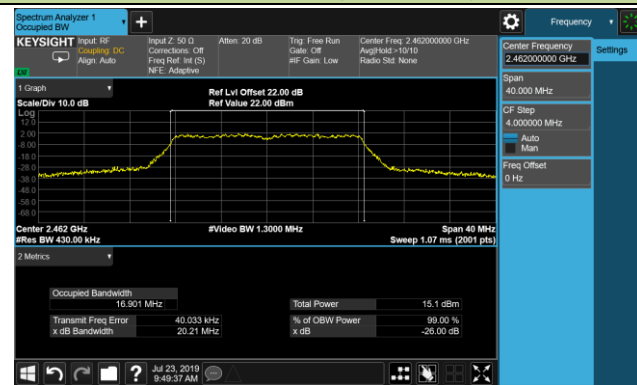 Spectrum Analyzer 1
Occupied BW
Frequency
KEYSIGHT
Input: RF
Coupling: DC
Align: Auto
Input Z: 50 Ω
Corrections: Off
Freq Ref: Int (S)
NFE: Adaptive
Atten: 20 dB
Trig: Free Run
Gate: Off
#IF Gain: Low
Center Freq: 2.462000000 GHz
Avg|Hold:>10/10
Radio Std: None
Center Frequency
2.462000000 GHz
Settings
Span
40.000 MHz
CF Step
4.000000 MHz
Auto
Man
Freq Offset
0 Hz
1 Graph
Scale/Div 10.0 dB
Ref Lvl Offset 22.00 dB
Ref Value 22.00 dBm
Log
12.0
2.00
-8.00
-18.0
-28.0
-38.0
-48.0
-58.0
-68.0
Center 2.462 GHz
#Video BW 1.3000 MHz
Span 40 MHz
#Res BW 430.00 kHz
Sweep 1.07 ms (2001 pts)
2 Metrics
Occupied Bandwidth
16.901 MHz
Total Power
15.1 dBm
Transmit Freq Error
40.033 kHz
% of OBW Power
99.00 %
x dB Bandwidth
20.21 MHz
x dB
-26.00 dB
?
Jul 23, 2019
9:49:37 AM